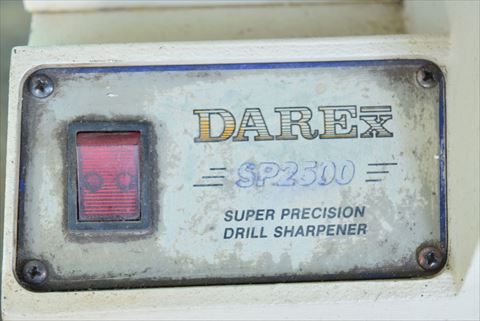 DAREX
SP2500
SUPER PRECISION
DRILL SHARPENER